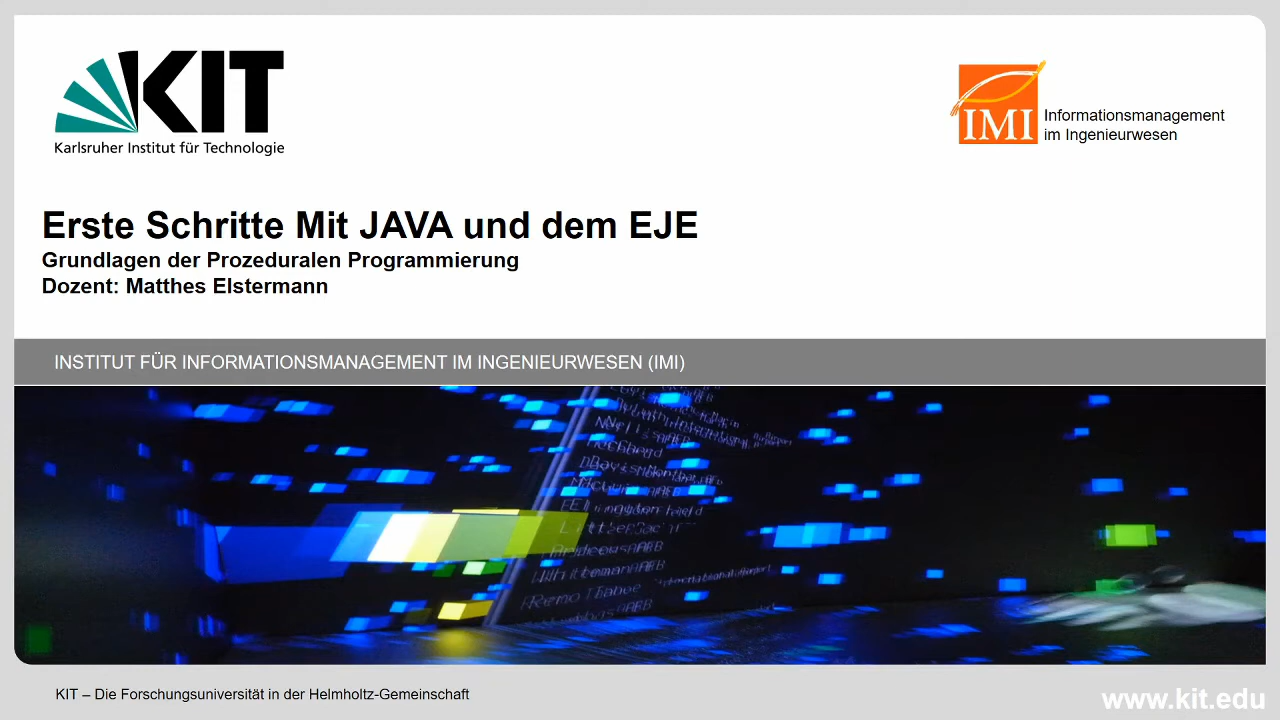 KIT
Karlsruher Institut für Technologie
IMI
Informationsmanagement
im Ingenieurwesen
Erste Schritte Mit JAVA und dem EJE
Grundlagen der Prozeduralen Programmierung
Dozent: Matthes Elstermann
INSTITUT FÜR INFORMATIONSMANAGEMENT IM INGENIEURWESEN (IMI)
KIT – Die Forschungsuniversität in der Helmholtz-Gemeinschaft
www.kit.edu